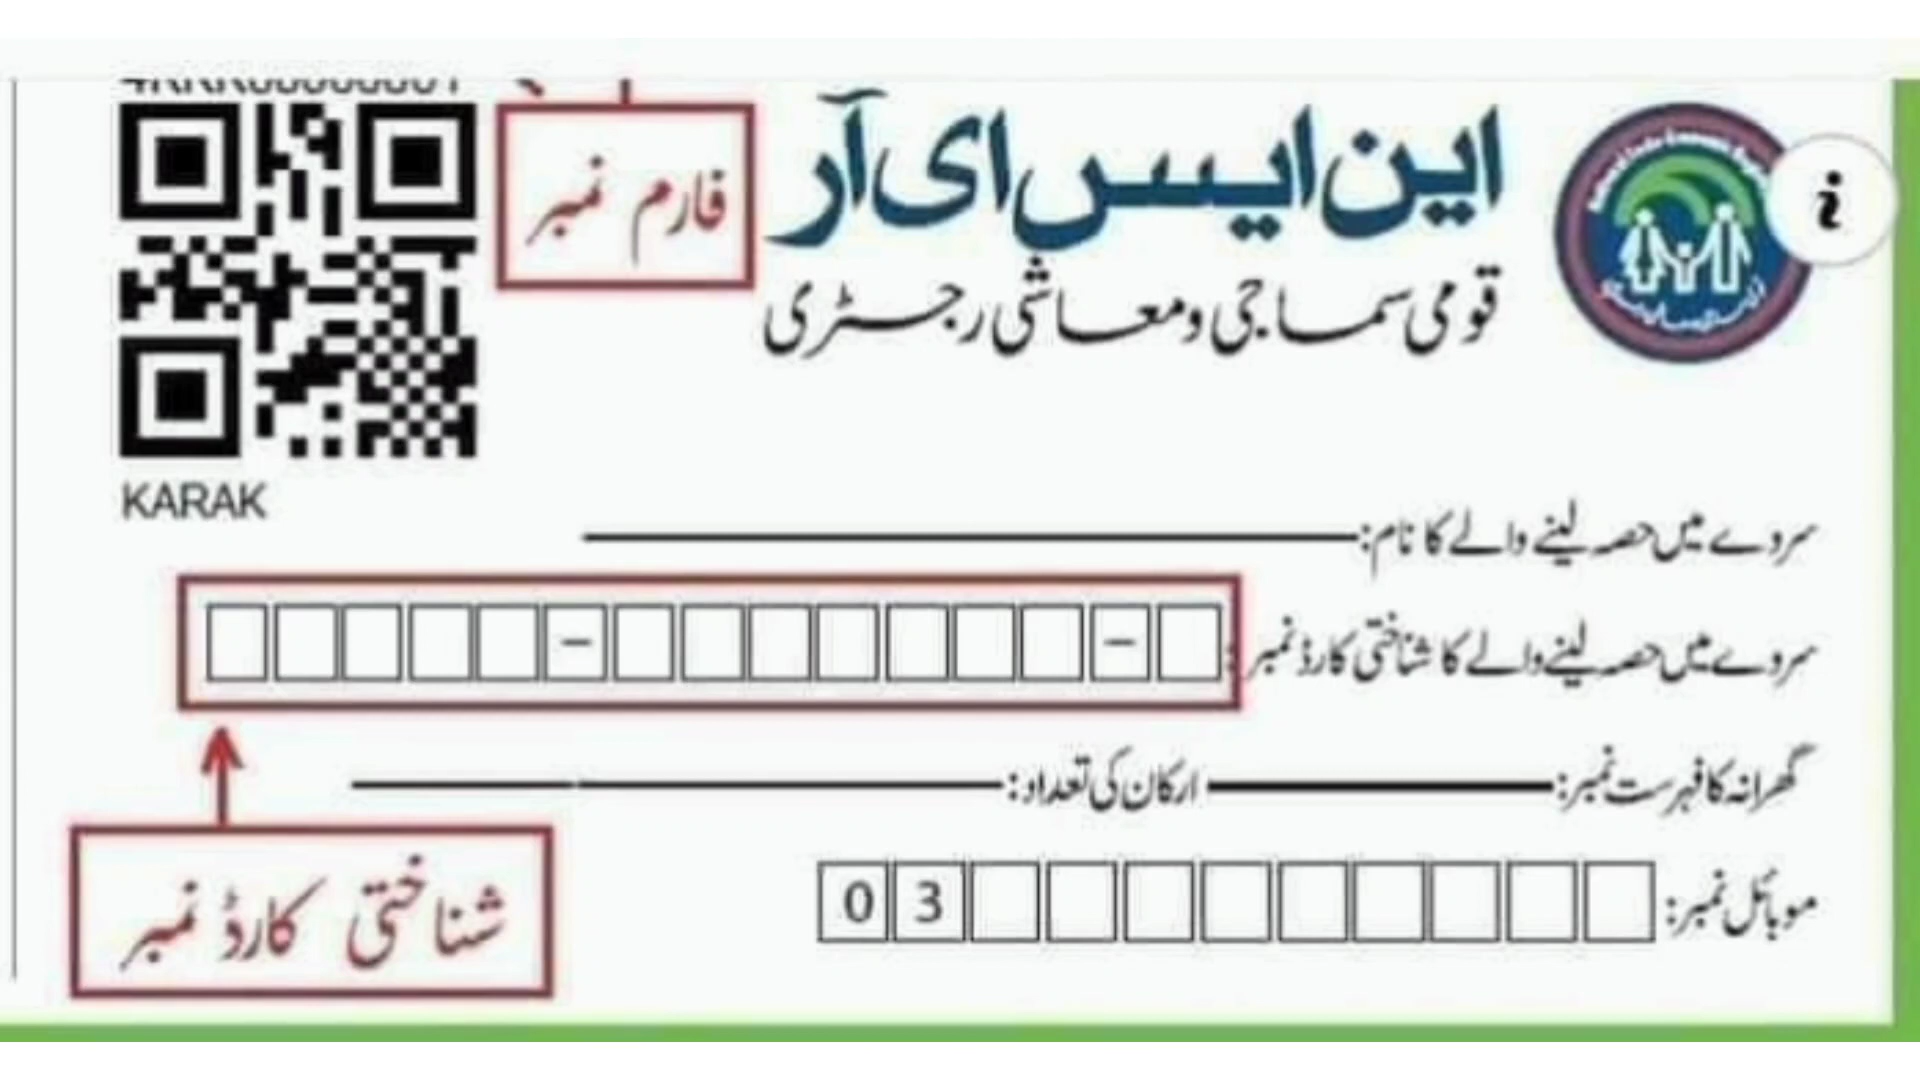 فارم نمبر
این ایس ای آر
قومی سماجی و معاشی رجسٹری
i
KARAK
سروے میں حصہ لینے والے کا نام:
سروے میں حصہ لینے والے کا شناختی کارڈ نمبر:
گھرانہ کا فہرست نمبر: ارکان کی تعداد:
شناختی کارڈ نمبر
موبائل نمبر: 0 3